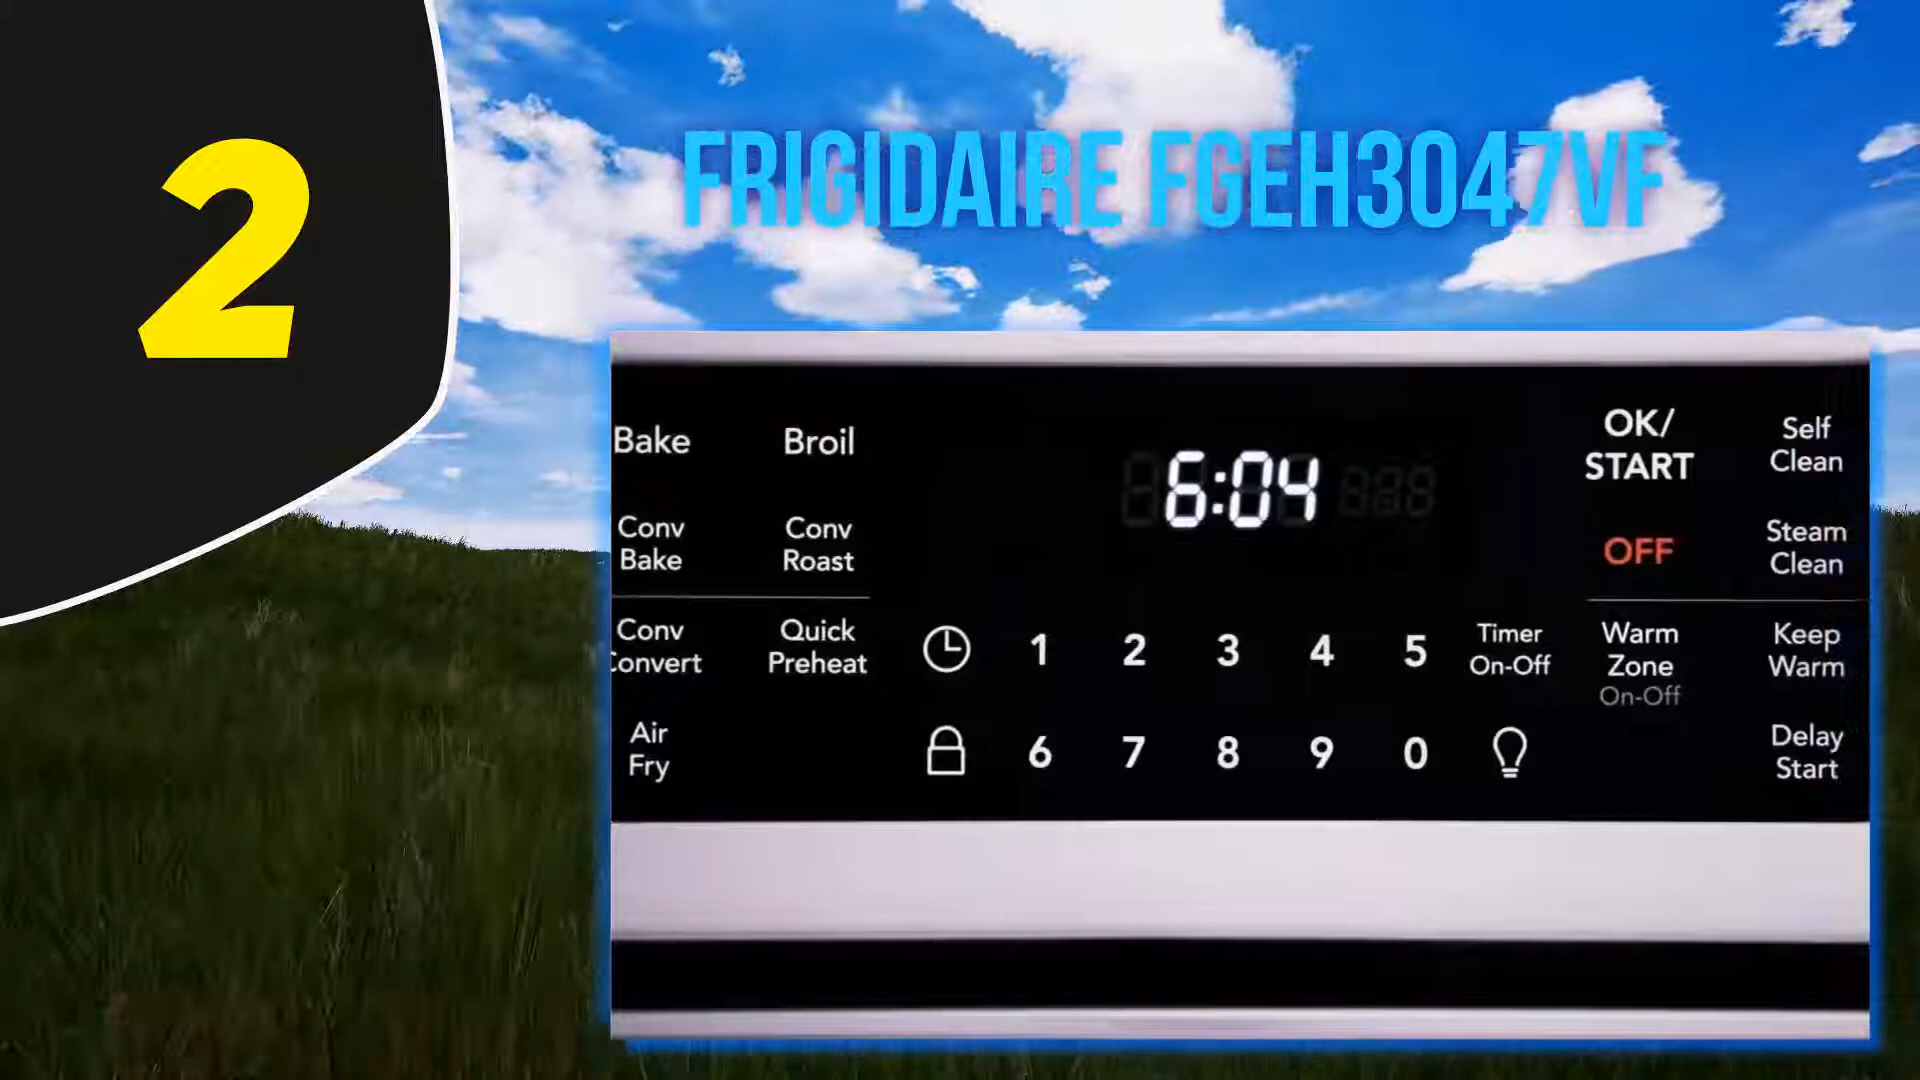 2
FRIGIDAIRE FGEH3047VF
Bake
Broil
6:04
OK/
START
Self
Clean
Conv
Bake
Conv
Roast
OFF
Steam
Clean
Conv
Convert
Quick
Preheat
1 2 3 4 5
Timer
On-Off
Warm
Zone
On-Off
Keep
Warm
Air
Fry
6 7 8 9 0
Delay
Start